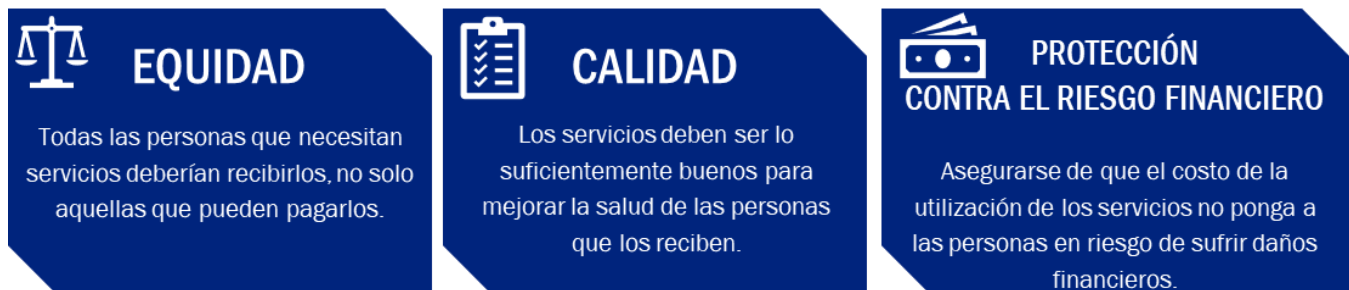 EQUIDAD
Todas las personas que necesitan
servicios deberían recibirlos, no solo
aquellas que pueden pagarlos.
CALIDAD
Los servicios deben ser lo
suficientemente buenos para
mejorar la salud de las personas
que los reciben.
PROTECCIÓN
CONTRA EL RIESGO FINANCIERO
Asegurarse de que el costo de la
utilización de los servicios no ponga a
las personas en riesgo de sufrir daños
financieros.